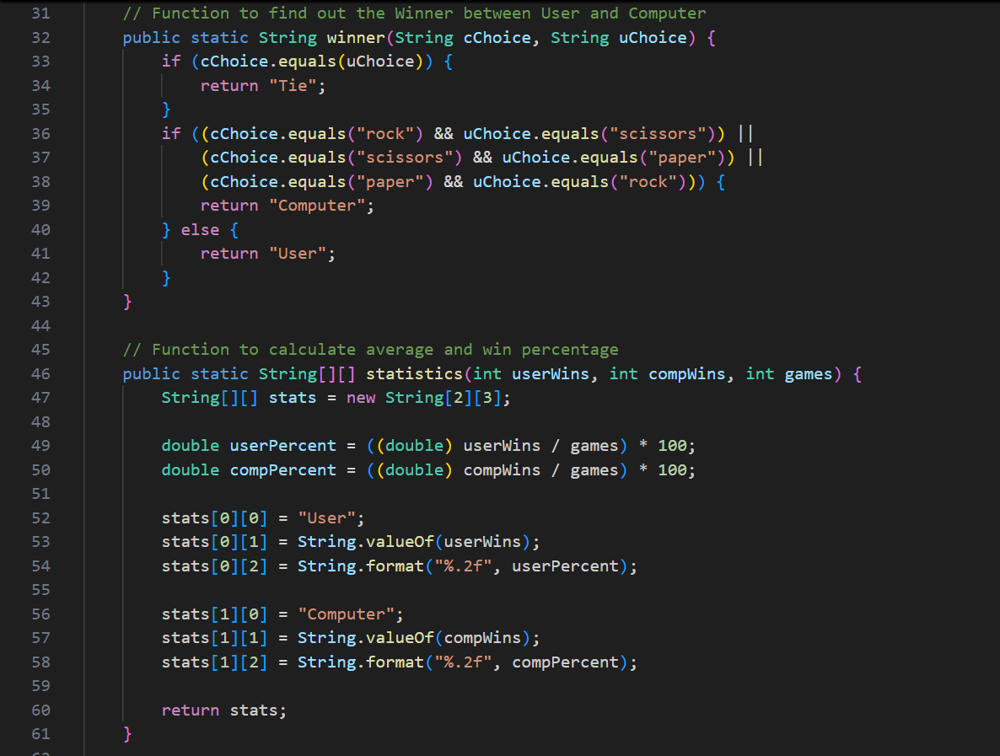 31 // Function to find out the Winner between User and Computer
32 public static String winner(String cChoice, String uChoice) {
33 if (cChoice.equals(uChoice)) {
34 return "Tie";
35 }
36 if ((cChoice.equals("rock") && uChoice.equals("scissors")) ||
37 (cChoice.equals("scissors") && uChoice.equals("paper")) ||
38 (cChoice.equals("paper") && uChoice.equals("rock"))) {
39 return "Computer";
40 } else {
41 return "User";
42 }
43 }
44
45 // Function to calculate average and win percentage
46 public static String[][] statistics(int userWins, int compWins, int games) {
47 String[][] stats = new String[2][3];
48
49 double userPercent = ((double) userWins / games) * 100;
50 double compPercent = ((double) compWins / games) * 100;
51
52 stats[0][0] = "User";
53 stats[0][1] = String.valueOf(userWins);
54 stats[0][2] = String.format("%.2f", userPercent);
55
56 stats[1][0] = "Computer";
57 stats[1][1] = String.valueOf(compWins);
58 stats[1][2] = String.format("%.2f", compPercent);
59
60 return stats;
61 }